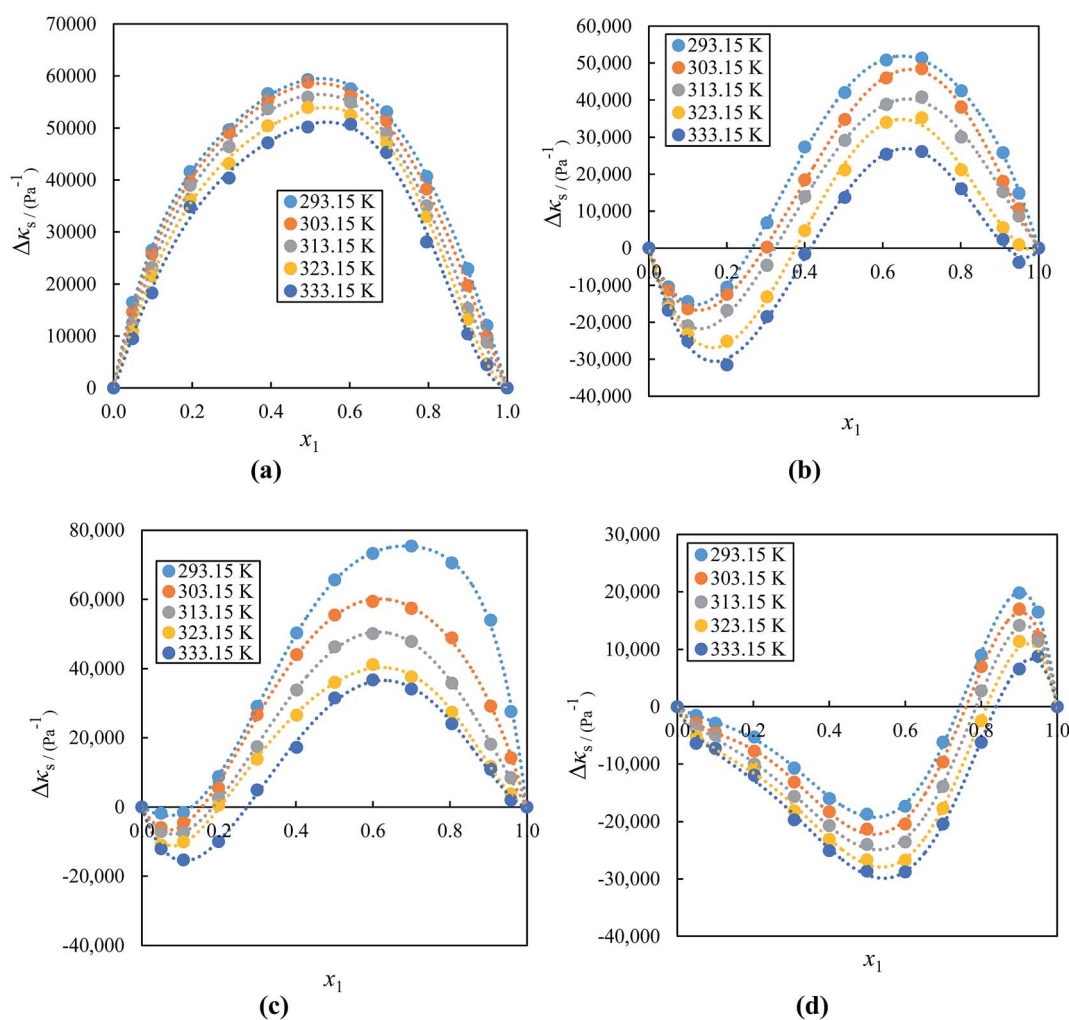 70000
60000
50000
40000
30000
20000
10000
0
Δκs / (Pa⁻¹)
293.15 K
303.15 K
313.15 K
323.15 K
333.15 K
0.0 0.2 0.4 0.6 0.8 1.0
x1
(a)
60,000
50,000
40,000
30,000
20,000
10,000
0
-10,000
-20,000
-30,000
-40,000
Δκs / (Pa⁻¹)
293.15 K
303.15 K
313.15 K
323.15 K
333.15 K
0.0 0.2 0.4 0.6 0.8 1.0
x1
(b)
80,000
60,000
40,000
20,000
0
-20,000
-40,000
Δκs / (Pa⁻¹)
293.15 K
303.15 K
313.15 K
323.15 K
333.15 K
0.0 0.2 0.4 0.6 0.8 1.0
x1
(c)
30,000
20,000
10,000
0
-10,000
-20,000
-30,000
-40,000
Δκs / (Pa⁻¹)
293.15 K
303.15 K
313.15 K
323.15 K
333.15 K
0.0 0.2 0.4 0.6 0.8 1.0
x1
(d)